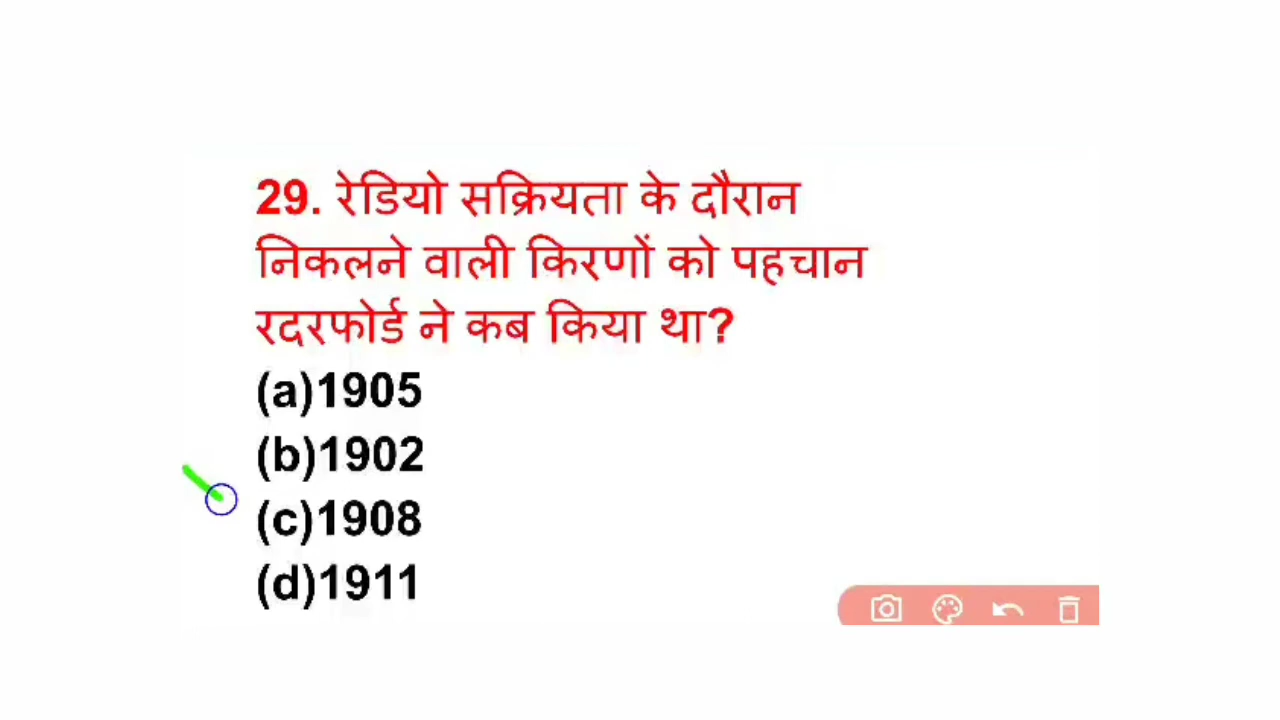 29. रेडियो सक्रियता के दौरान
निकलने वाली किरणों को पहचान
रदरफोर्ड ने कब किया था?
(a)1905
(b)1902
(c)1908
(d)1911